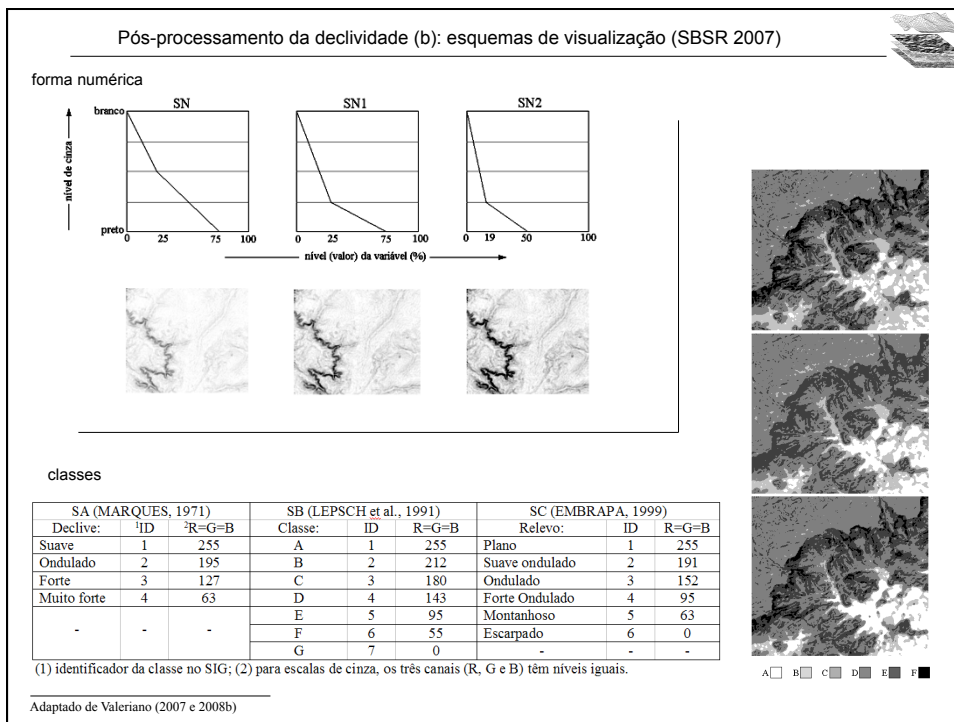 Pós-processamento da declividade (b): esquemas de visualização (SBSR 2007)
forma numérica
SN SN1 SN2
branco
nível de cinza
preto
0 25 75 100 0 25 75 100 0 19 50 100
nível (valor) da variável (%)
classes
SA (MARQUES, 1971) SB (LEPSCH et al., 1991) SC (EMBRAPA, 1999)
Declive: ¹ID ²R=G=B Classe: ID R=G=B Relevo: ID R=G=B
Suave 1 255 A 1 255 Plano 1 255
Ondulado 2 195 B 2 212 Suave ondulado 2 191
Forte 3 127 C 3 180 Ondulado 3 152
Muito forte 4 63 D 4 143 Forte Ondulado 4 95
- - - E 5 95 Montanhoso 5 63
F 6 55 Escarpado 6 0
G 7 0 - - -
(1) identificador da classe no SIG; (2) para escalas de cinza, os três canais (R, G e B) têm níveis iguais.
A B C D E F
Adaptado de Valeriano (2007 e 2008b)